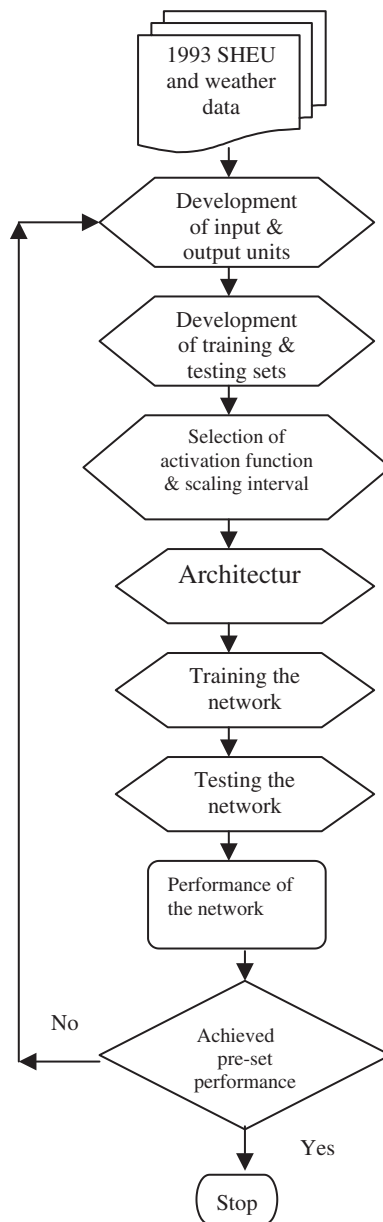 1993 SHEU
and weather
data
Development
of input &
output units
Development
of training &
testing sets
Selection of
activation function
& scaling interval
Architectur
Training the
network
Testing the
network
Performance of
the network
Achieved
pre-set
performance
No
Yes
Stop